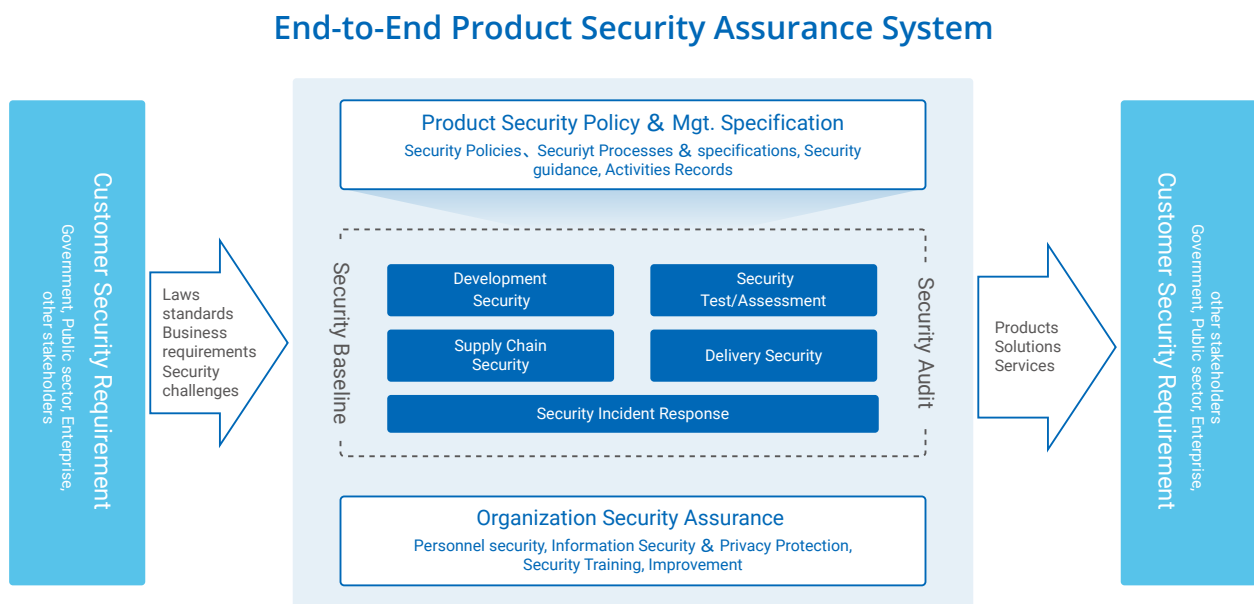 End-to-End Product Security Assurance System
Customer Security Requirement
Government, Public sector, Enterprise,
other stakeholders
Laws
standards
Business
requirements
Security
challenges
Product Security Policy & Mgt. Specification
Security Policies、Securiyt Processes & specifications, Security
guidance, Activities Records
Security Baseline
Development
Security
Security
Test/Assessment
Supply Chain
Security
Delivery Security
Security Incident Response
Security Audit
Organization Security Assurance
Personnel security, Information Security & Privacy Protection,
Security Training, Improvement
Products
Solutions
Services
Customer Security Requirement
Government, Public sector, Enterprise,
other stakeholders